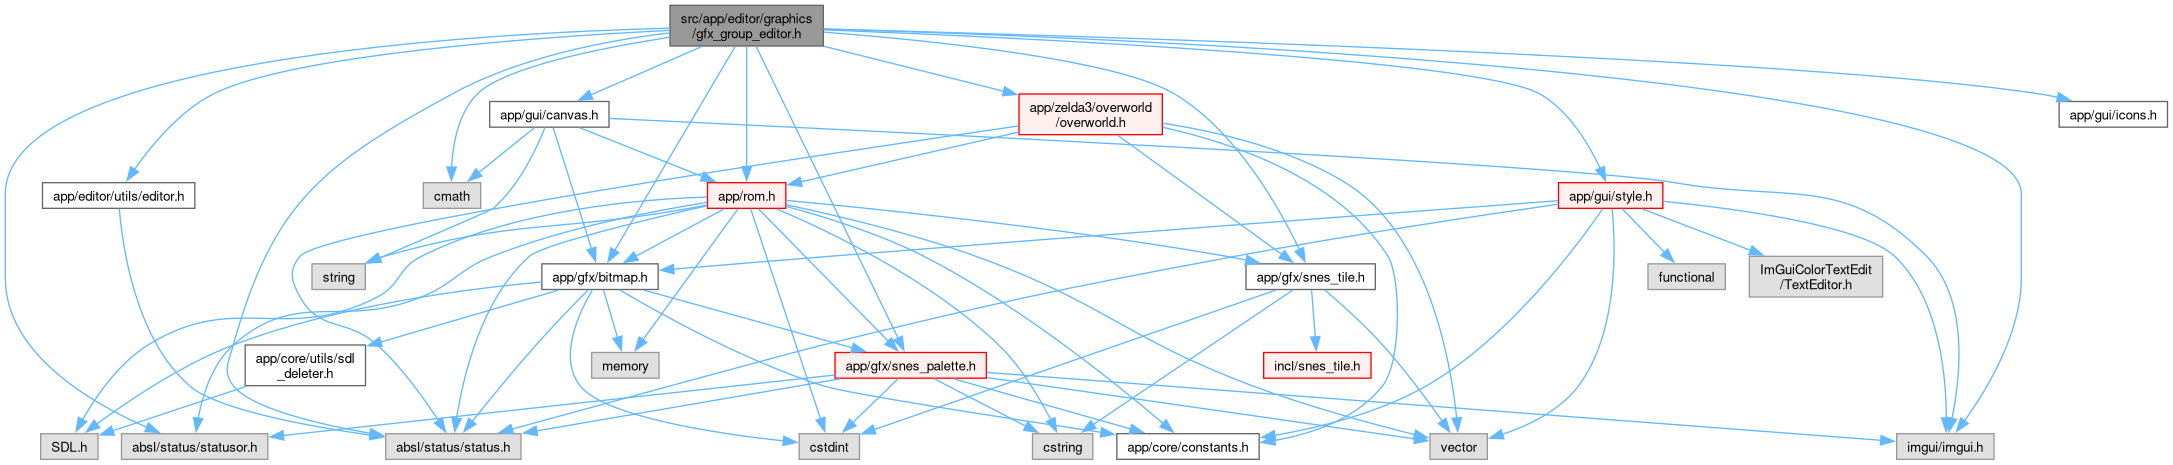 src/app/editor/graphics
/gfx_group_editor.h
app/gui/canvas.h
app/zelda3/overworld
/overworld.h
app/gui/icons.h
app/editor/utils/editor.h
cmath
app/rom.h
app/gui/style.h
string
app/gfx/bitmap.h
app/gfx/snes_tile.h
functional
ImGuiColorTextEdit
/TextEditor.h
app/core/utils/sdl
_deleter.h
memory
app/gfx/snes_palette.h
incl/snes_tile.h
SDL.h
absl/status/statusor.h
absl/status/status.h
cstdint
cstring
app/core/constants.h
vector
imgui/imgui.h